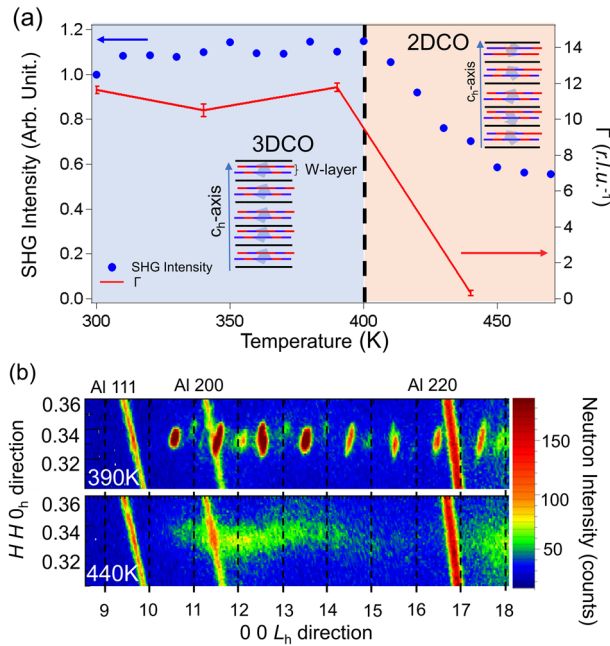 (a)
1.2
1.0
0.8
0.6
0.4
0.2
0.0
SHG Intensity (Arb. Unit.)
2DCO
c_h-axis
3DCO
W-layer
c_h-axis
SHG Intensity
Γ
14
12
10
8
6
4
2
0
Γ (r.l.u.⁻¹)
300
350
400
450
Temperature (K)
(b)
Al 111
Al 200
Al 220
0.36
0.34
0.32
390K
0.36
0.34
0.32
440K
H H 0_h direction
9
10
11
12
13
14
15
16
17
18
0 0 L_h direction
150
100
50
Neutron Intensity (counts)